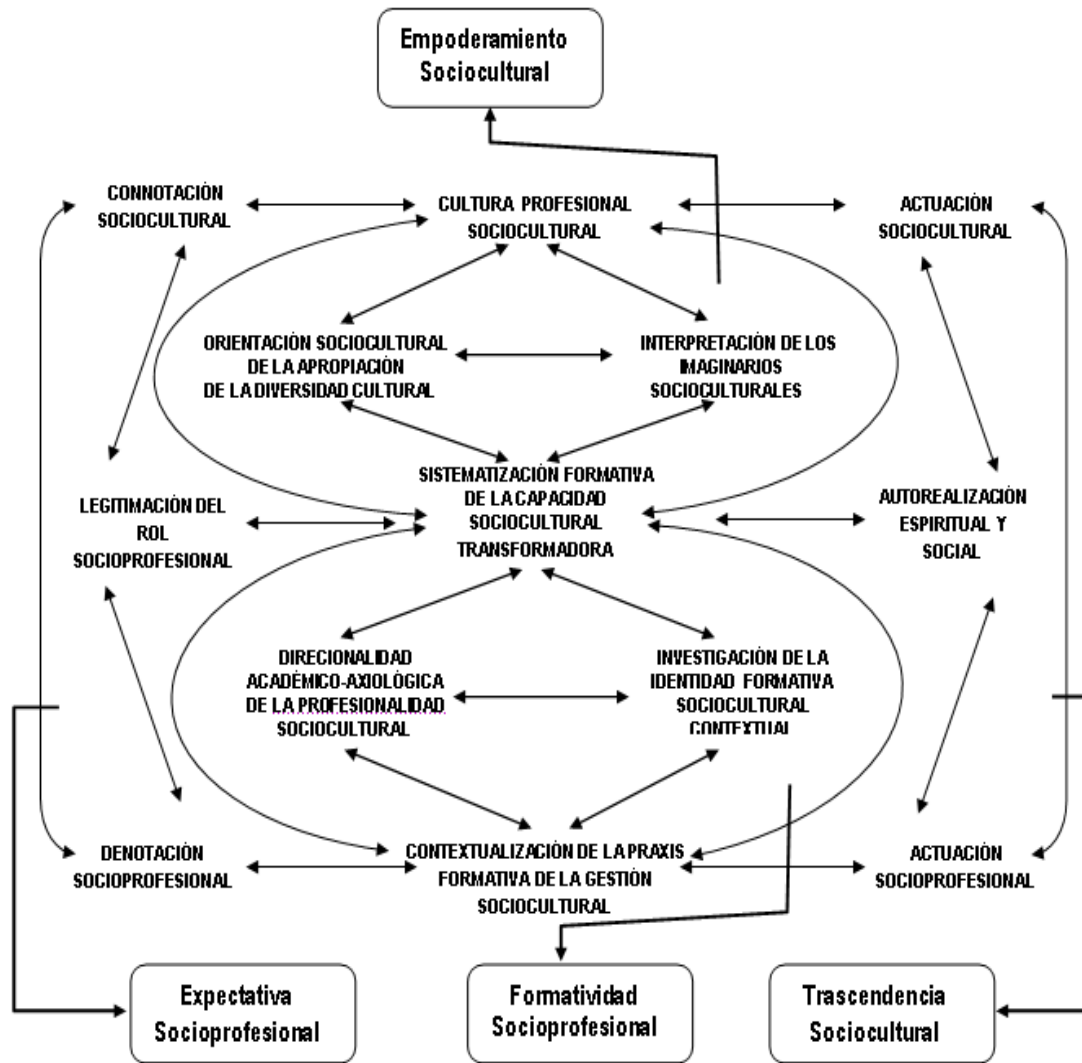 Empoderamiento
Sociocultural
CONNOTACIÓN
SOCIOCULTURAL
CULTURA PROFESIONAL
SOCIOCULTURAL
ACTUACIÓN
SOCIOCULTURAL
ORIENTACIÓN SOCIOCULTURAL
DE LA APROPIACIÓN
DE LA DIVERSIDAD CULTURAL
INTERPRETACIÓN DE LOS
IMAGINARIOS
SOCIOCULTURALES
LEGITIMACIÓN DEL
ROL
SOCIOPROFESIONAL
SISTEMATIZACIÓN FORMATIVA
DE LA CAPACIDAD
SOCIOCULTURAL
TRANSFORMADORA
AUTOREALIZACIÓN
ESPIRITUAL Y
SOCIAL
DIRECIONALIDAD
ACADÉMICO-AXIOLÓGICA
DE LA PROFESIONALIDAD
SOCIOCULTURAL
INVESTIGACIÓN DE LA
IDENTIDAD FORMATIVA
SOCIOCULTURAL
CONTEXTUAL
DENOTACIÓN
SOCIOPROFESIONAL
CONTEXTUALIZACIÓN DE LA PRAXIS
FORMATIVA DE LA GESTIÓN
SOCIOCULTURAL
ACTUACIÓN
SOCIOPROFESIONAL
Expectativa
Socioprofesional
Formatividad
Socioprofesional
Trascendencia
Sociocultural